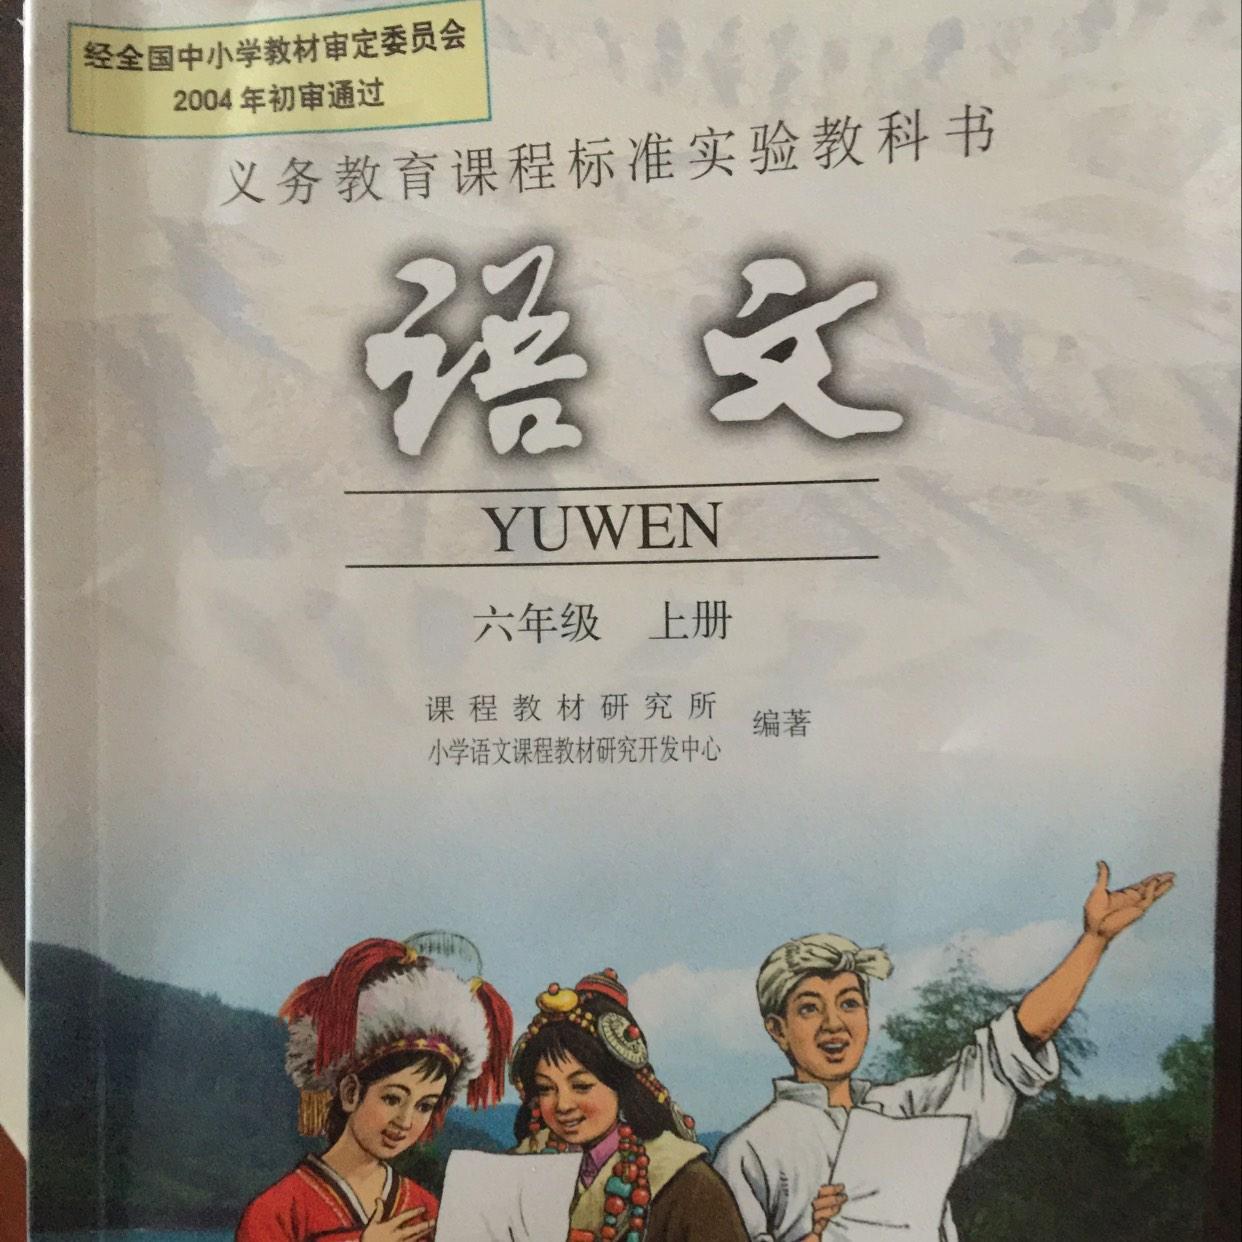 经全国中小学教材审定委员会
2004年初审通过
义务教育课程标准实验教科书
语文
YUWEN
六年级 上册
课程教材研究所
小学语文课程教材研究开发中心
编著